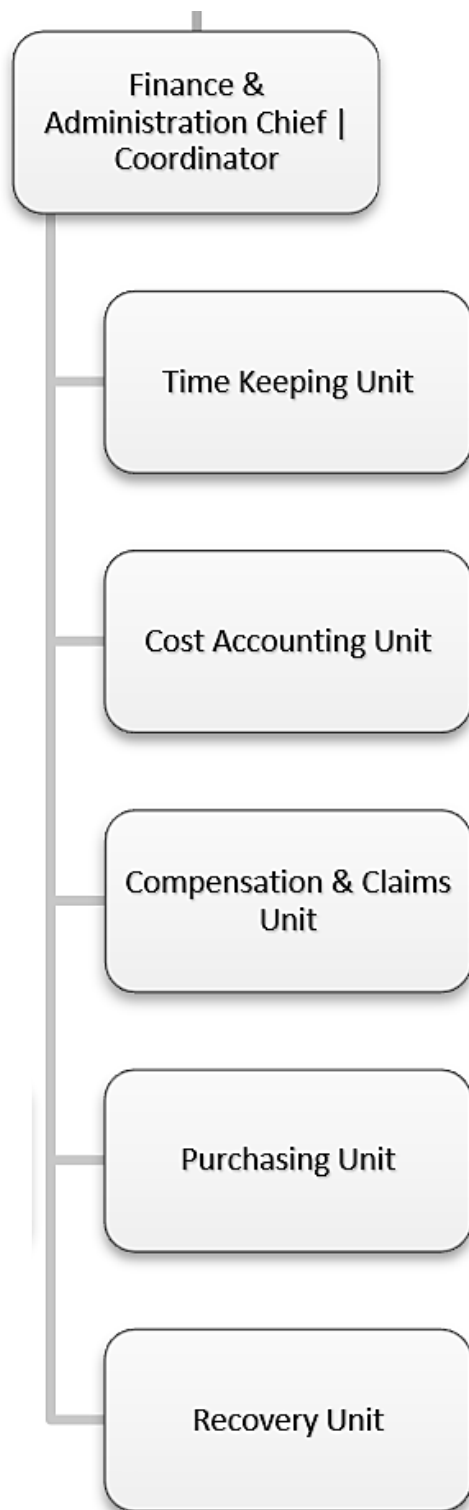 Finance &
Administration Chief |
Coordinator
Time Keeping Unit
Cost Accounting Unit
Compensation & Claims
Unit
Purchasing Unit
Recovery Unit